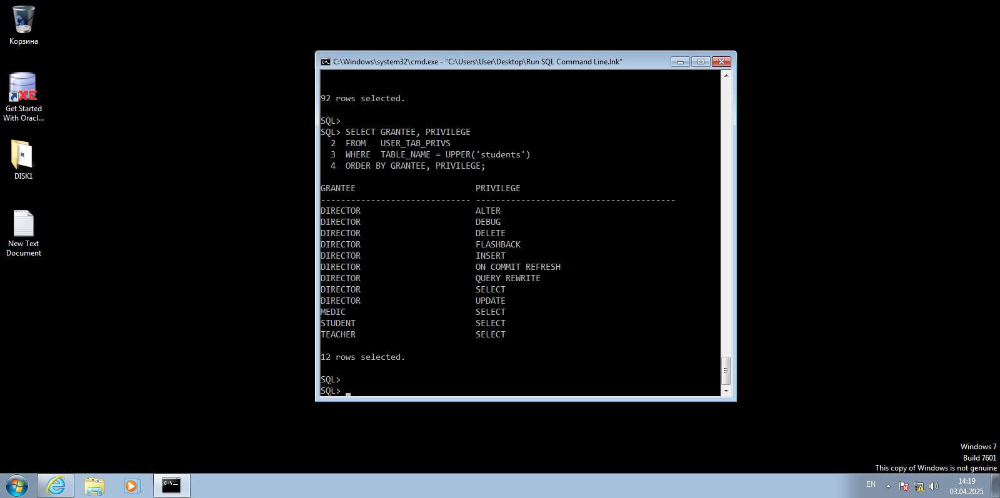 Корзина
Get Started
With Oracl...
DISK1
New Text
Document
C:\Windows\system32\cmd.exe - "C:\Users\User\Desktop\Run SQL Command Line.lnk"
92 rows selected.
SQL>
SQL> SELECT GRANTEE, PRIVILEGE
  2  FROM   USER_TAB_PRIVS
  3  WHERE  TABLE_NAME = UPPER('students')
  4  ORDER BY GRANTEE, PRIVILEGE;
GRANTEE                        PRIVILEGE
------------------------------ ----------------------------------------
DIRECTOR                       ALTER
DIRECTOR                       DEBUG
DIRECTOR                       DELETE
DIRECTOR                       FLASHBACK
DIRECTOR                       INSERT
DIRECTOR                       ON COMMIT REFRESH
DIRECTOR                       QUERY REWRITE
DIRECTOR                       SELECT
DIRECTOR                       UPDATE
MEDIC                          SELECT
STUDENT                        SELECT
TEACHER                        SELECT
12 rows selected.
SQL>
SQL>
Windows 7
Build 7601
This copy of Windows is not genuine
EN
14:19
03.04.2025